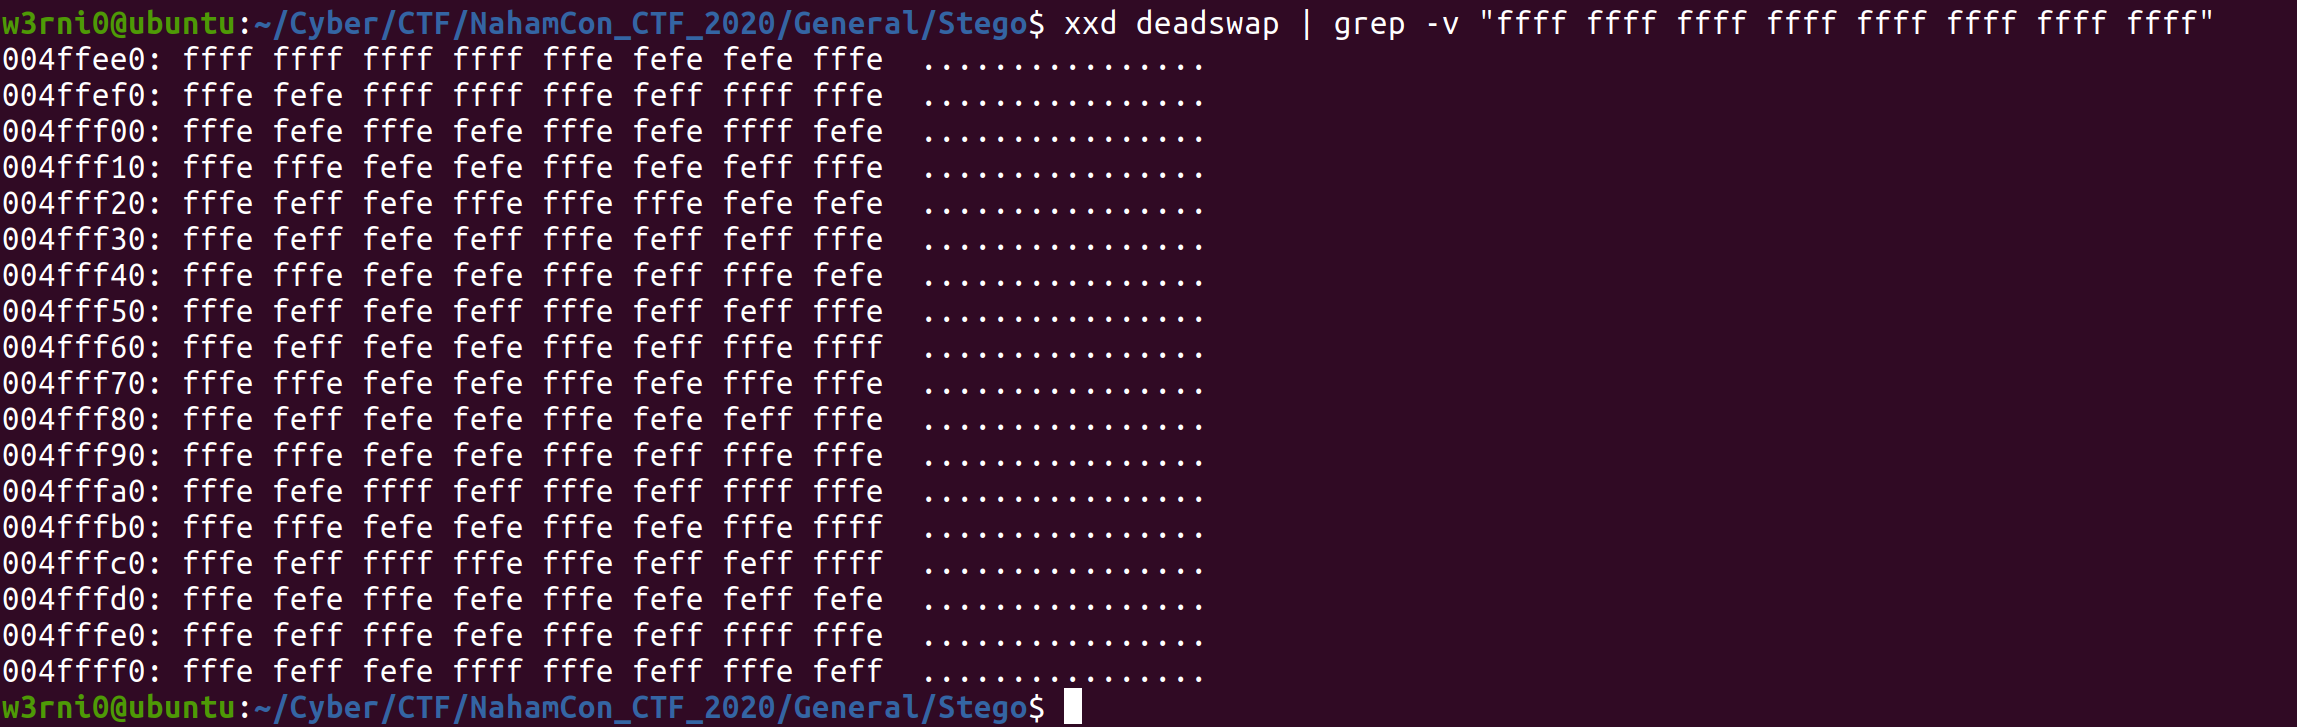 w3rni0@ubuntu:~/Cyber/CTF/NahamCon_CTF_2020/General/Stego$ xxd deadswap | grep -v "ffff ffff ffff ffff ffff ffff ffff ffff"
004ffee0: ffff ffff ffff ffff fffe fefe fefe fffe  ................
004ffef0: fffe fefe ffff ffff fffe feff ffff fffe  ................
004fff00: fffe fefe fffe fefe fffe fefe ffff fefe  ................
004fff10: fffe fffe fefe fefe fffe fefe feff fffe  ................
004fff20: fffe feff fefe fffe fffe fffe fefe fefe  ................
004fff30: fffe feff fefe feff fffe feff feff fffe  ................
004fff40: fffe fffe fefe fefe fffe feff fffe fefe  ................
004fff50: fffe feff fefe feff fffe feff feff fffe  ................
004fff60: fffe feff fefe fefe fffe feff fffe ffff  ................
004fff70: fffe fffe fefe fefe fffe fefe fffe fffe  ................
004fff80: fffe feff fefe fefe fffe fefe feff fffe  ................
004fff90: fffe fffe fefe fefe fffe feff fffe fffe  ................
004fffa0: fffe fefe ffff feff fffe feff ffff fffe  ................
004fffb0: fffe fffe fefe fefe fffe fefe fffe ffff  ................
004fffc0: fffe feff ffff fffe fffe feff feff ffff  ................
004fffd0: fffe fefe fffe fefe fffe fefe feff fefe  ................
004fffe0: fffe feff fffe fefe fffe feff ffff fffe  ................
004ffff0: fffe feff fefe ffff fffe feff fffe feff  ................
w3rni0@ubuntu:~/Cyber/CTF/NahamCon_CTF_2020/General/Stego$